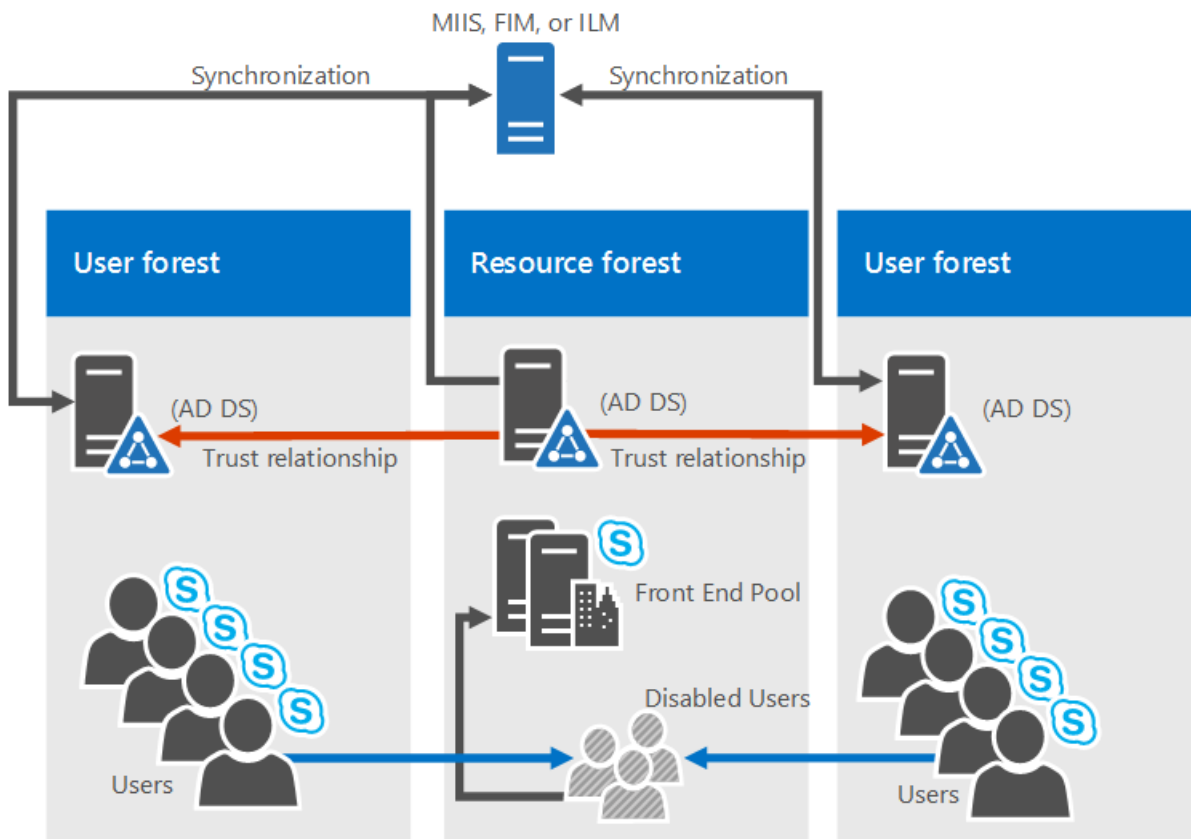 MIIS, FIM, or ILM
Synchronization
Synchronization
User forest
Resource forest
User forest
(AD DS)
(AD DS)
(AD DS)
Trust relationship
Trust relationship
S
Front End Pool
S
S
S
S
S
S
S
S
Disabled Users
Users
Users